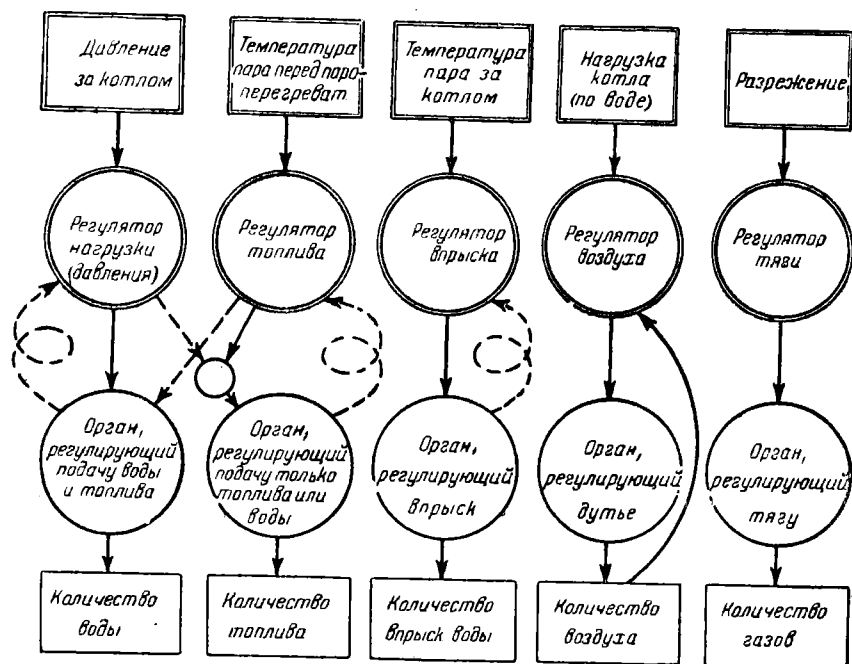 Давление
за котлом
Температура
пара перед паро-
перегреват.
Температура
пара за
котлом
Нагрузка
котла
(по воде)
Разрежение
Регулятор
нагрузки
(давления)
Регулятор
топлива
Регулятор
впрыска
Регулятор
воздуха
Регулятор
тяги
Орган,
регулирующий
подачу воды
и топлива
Орган,
регулирующий
подачу только
топлива или
воды
Орган,
регулирующий
впрыск
Орган,
регулирующий
дутье
Орган,
регулирующий
тягу
Количество
воды
Количество
топлива
Количество
впрыск воды
Количество
воздуха
Количество
газов